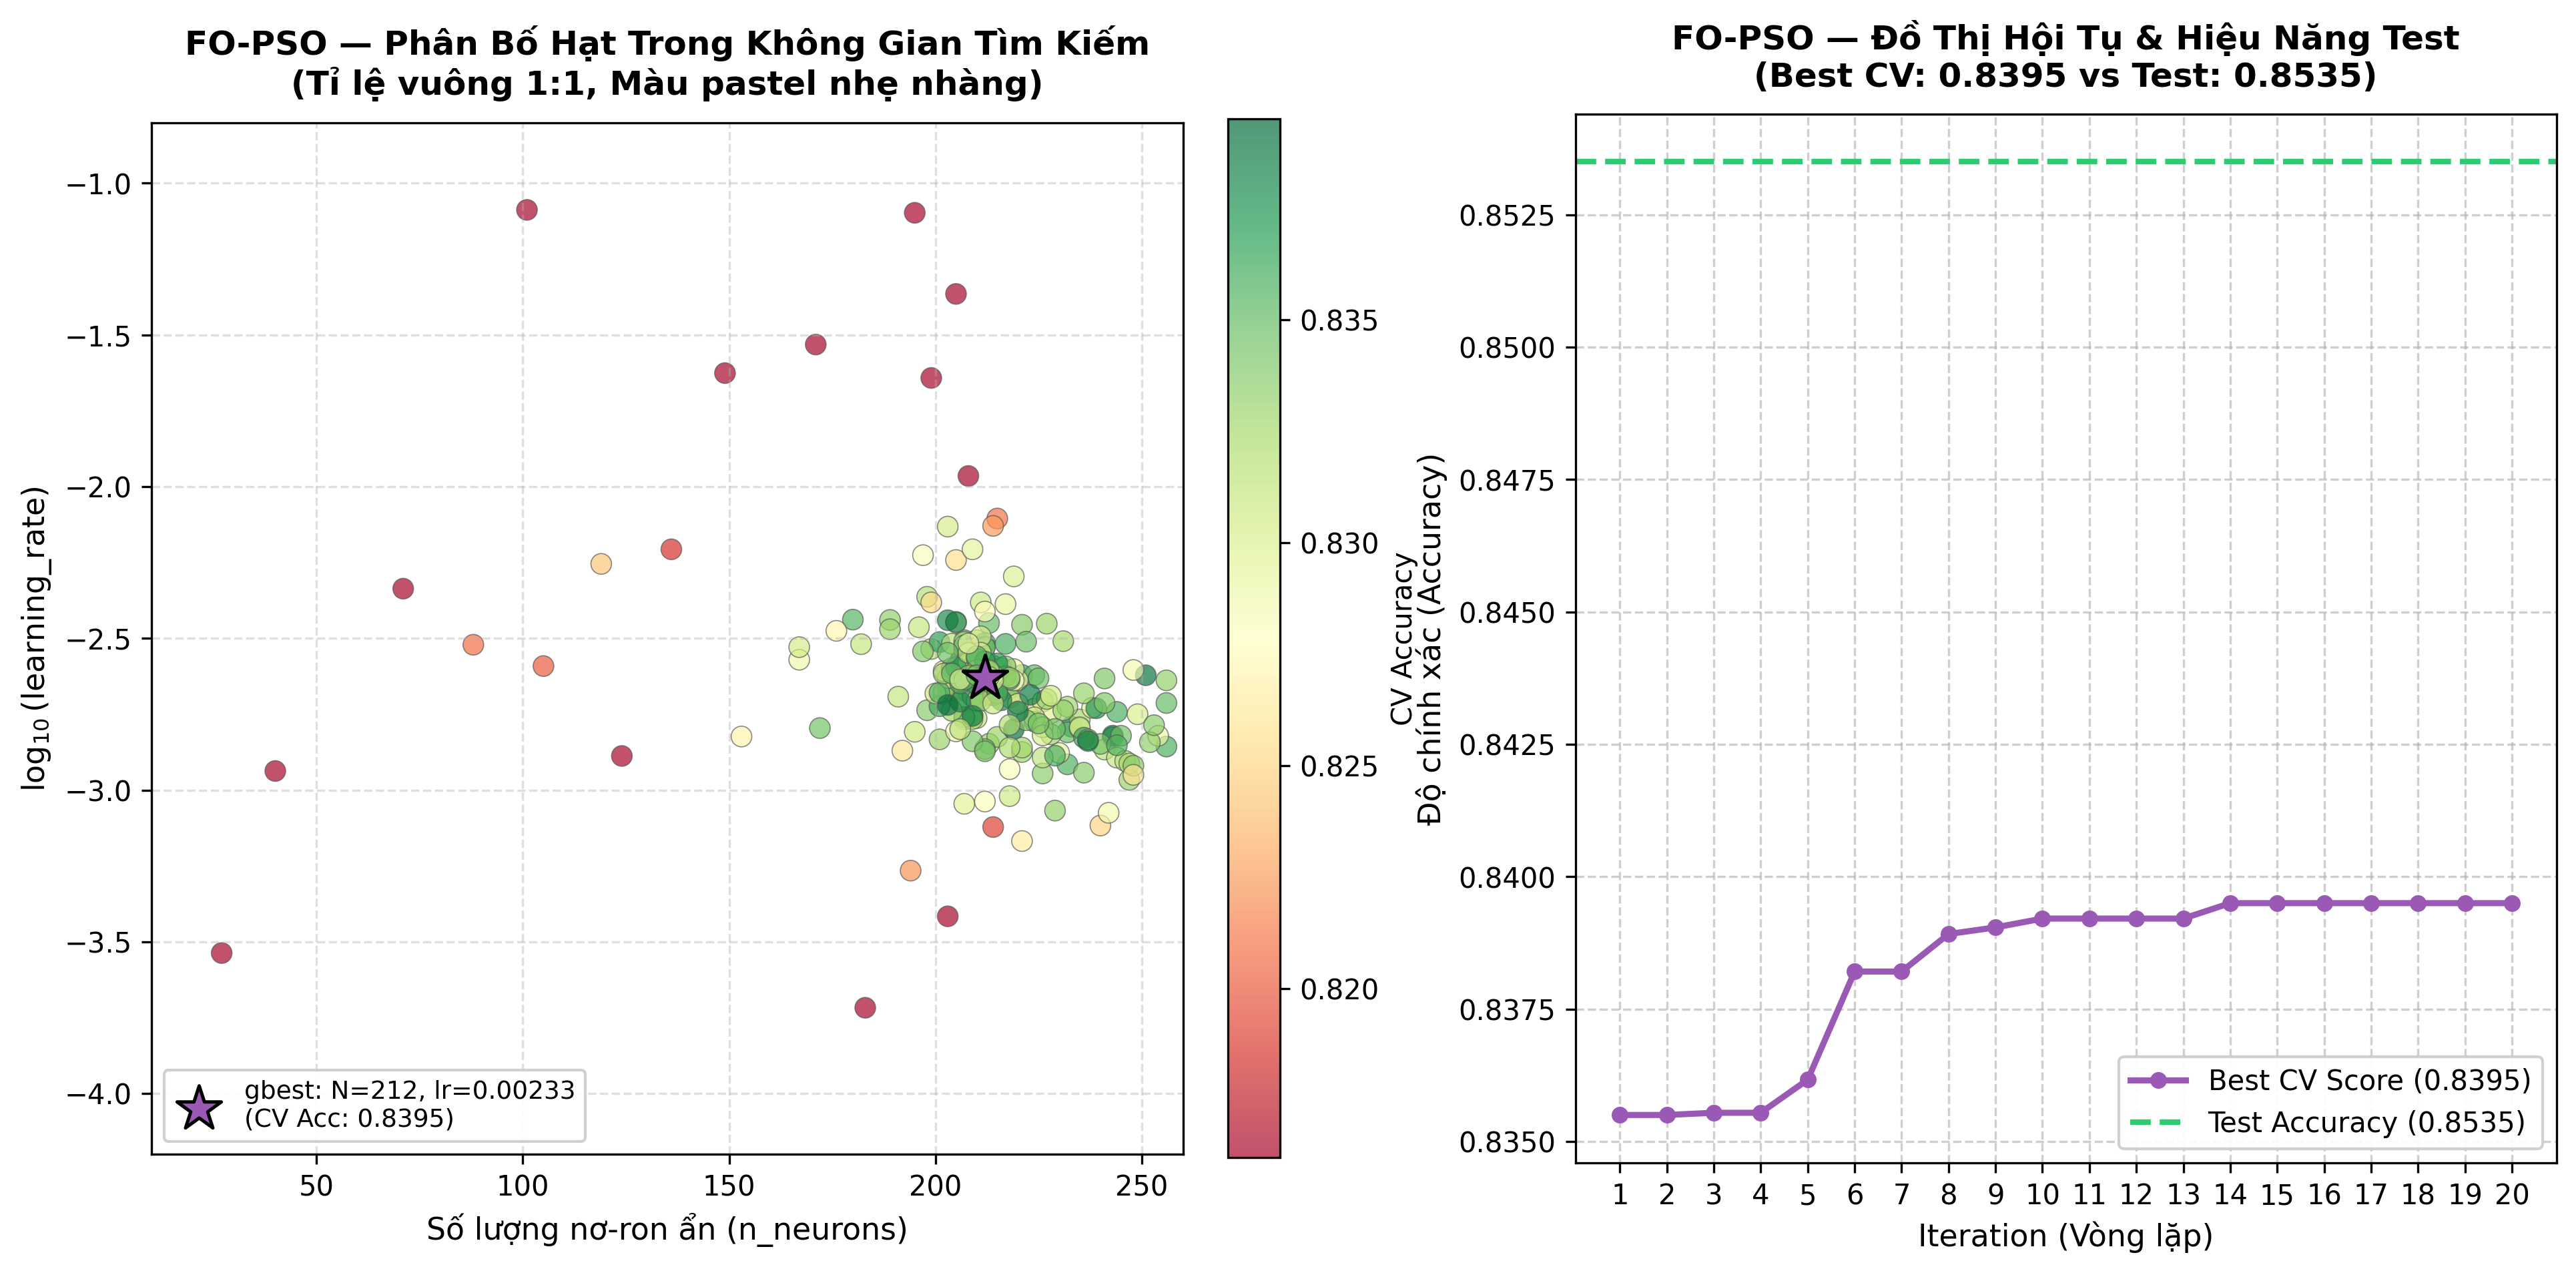 FO-PSO — Phân Bố Hạt Trong Không Gian Tìm Kiếm
(Tỉ lệ vuông 1:1, Màu pastel nhẹ nhàng)
log₁₀(learning_rate)
−1.0
−1.5
−2.0
−2.5
−3.0
−3.5
−4.0
gbest: N=212, lr=0.00233
(CV Acc: 0.8395)
50 100 150 200 250
Số lượng nơ-ron ẩn (n_neurons)
0.835
0.830
0.825
0.820
CV Accuracy
FO-PSO — Đồ Thị Hội Tụ & Hiệu Năng Test
(Best CV: 0.8395 vs Test: 0.8535)
Độ chính xác (Accuracy)
0.8525
0.8500
0.8475
0.8450
0.8425
0.8400
0.8375
0.8350
Best CV Score (0.8395)
Test Accuracy (0.8535)
1 2 3 4 5 6 7 8 9 10 11 12 13 14 15 16 17 18 19 20
Iteration (Vòng lặp)